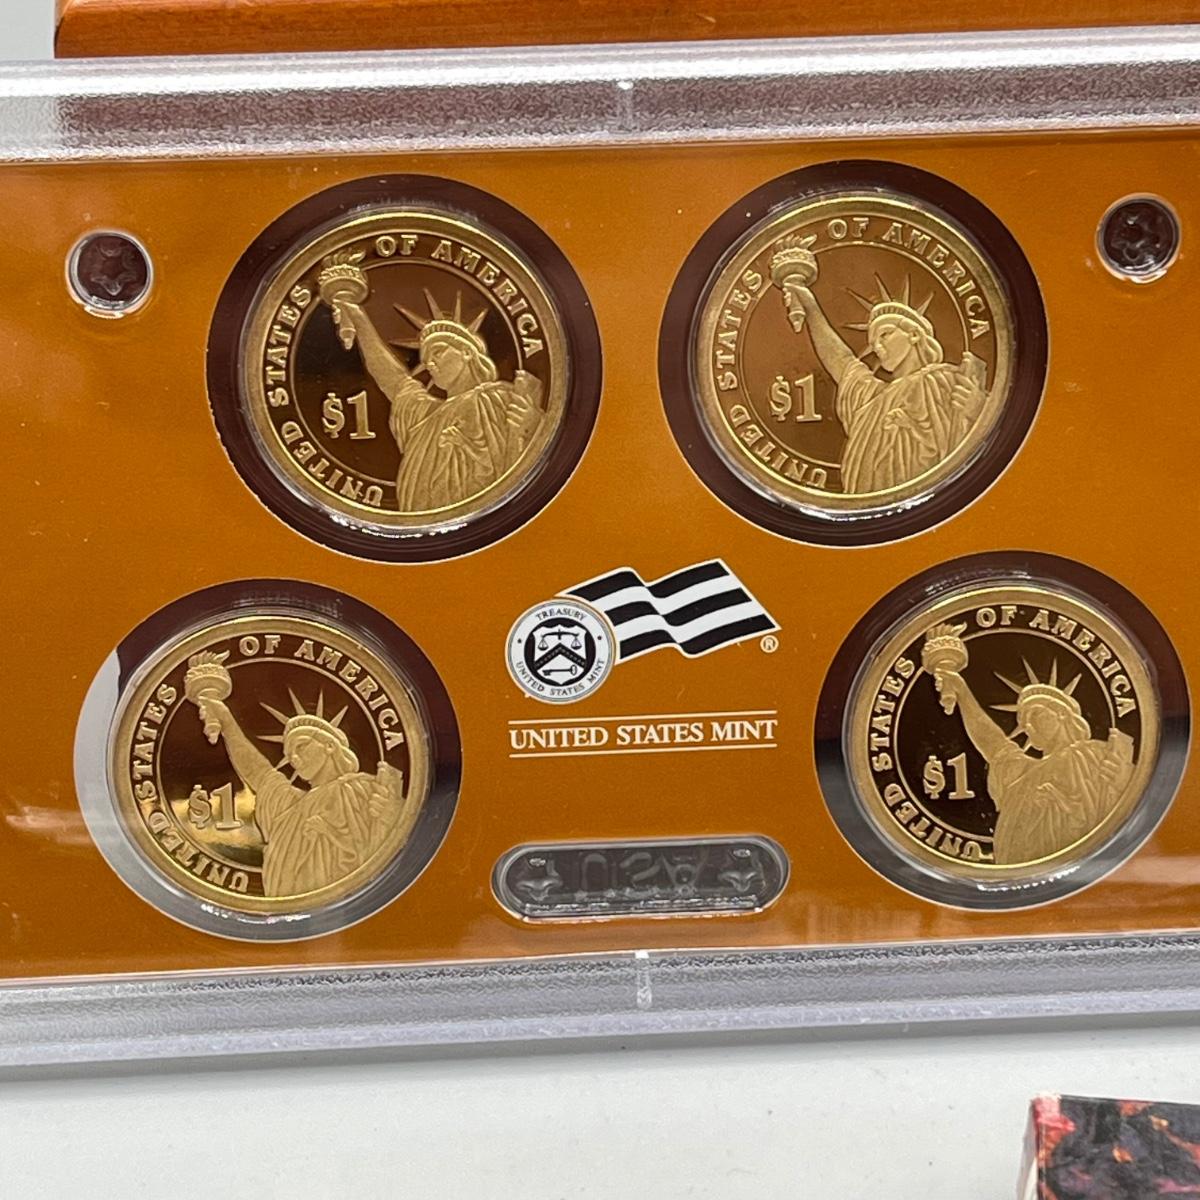 UNITED STATES OF AMERICA
$1
UNITED STATES OF AMERICA
$1
UNITED STATES OF AMERICA
$1
TREASURY
UNITED STATES MINT
®
UNITED STATES MINT
UNITED STATES OF AMERICA
$1
USA